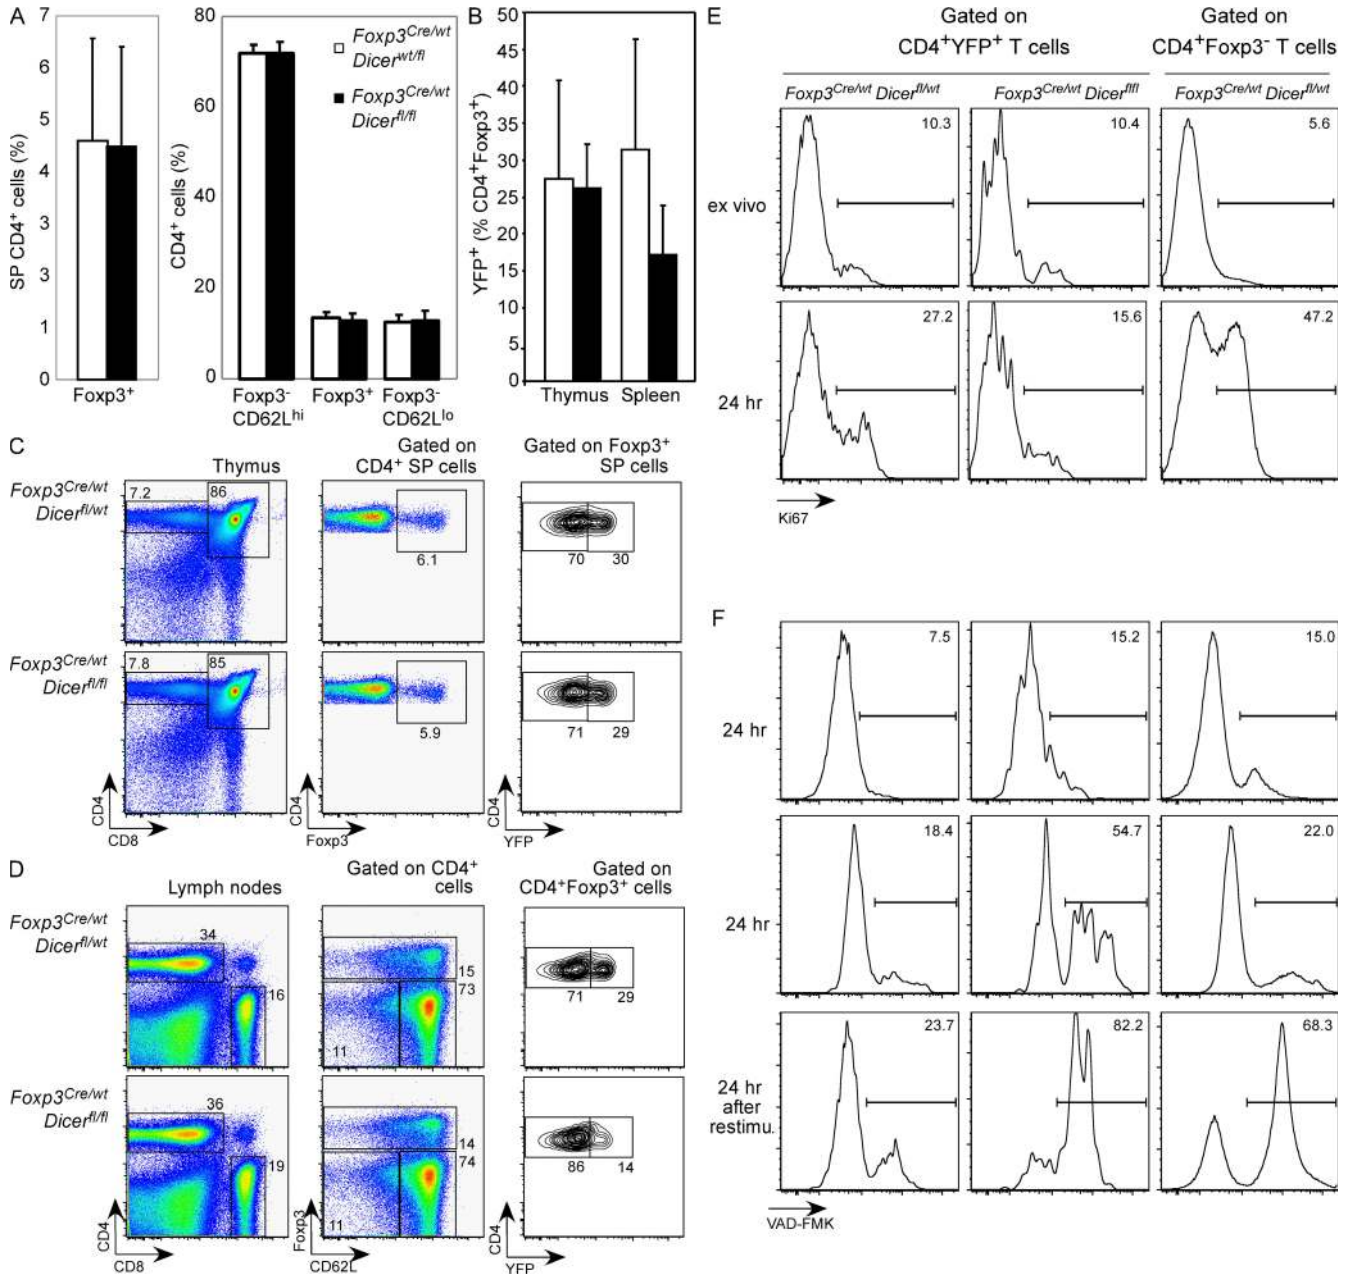 A
SP CD4+ cells (%)
7
6
5
4
3
3
1
0
Foxp3+
CD4+ cells (%)
80
60
40
20
0
Foxp3-
CD62Lhi
Foxp3+
Foxp3-
CD62Llo
Foxp3Cre/wt
Dicerwt/fl
Foxp3Cre/wt
Dicerfl/fl
B
YFP+ (% CD4+Foxp3+)
50
45
40
35
30
25
20
15
10
5
0
Thymus
Spleen
C
Thymus
Gated on
CD4+ SP cells
Gated on Foxp3+
SP cells
Foxp3Cre/wt
Dicerfl/wt
7.2
86
6.1
70
30
Foxp3Cre/wt
Dicerfl/fl
7.8
85
5.9
71
29
CD4
CD8
CD4
Foxp3
CD4
YFP
D
Lymph nodes
Gated on CD4+
cells
Gated on
CD4+Foxp3+ cells
Foxp3Cre/wt
Dicerfl/wt
34
16
15
73
11
71
29
Foxp3Cre/wt
Dicerfl/fl
36
19
14
74
11
86
14
CD4
CD8
Foxp3
CD62L
CD4
YFP
E
Gated on
CD4+YFP+ T cells
Gated on
CD4+Foxp3- T cells
Foxp3Cre/wt Dicerfl/wt
Foxp3Cre/wt Dicerflfl
Foxp3Cre/wt Dicerfl/wt
ex vivo
10.3
10.4
5.6
24 hr
27.2
15.6
47.2
Ki67
F
24 hr
7.5
15.2
15.0
24 hr
18.4
54.7
22.0
24 hr
after
restimu.
23.7
82.2
68.3
VAD-FMK